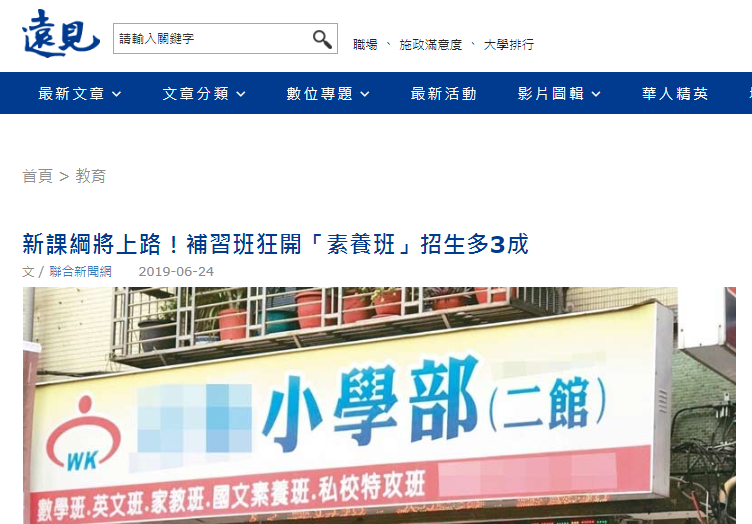 遠見
請輸入關鍵字
職場 、 施政滿意度 、 大學排行
最新文章 文章分類 數位專題 最新活動 影片圖輯 華人精英
首頁 > 教育
新課綱將上路！補習班狂開「素養班」招生多3成
文 / 聯合新聞網 2019-06-24
小學部(二館)
WK
數學班.英文班.家教班.國文素養班.私校特攻班